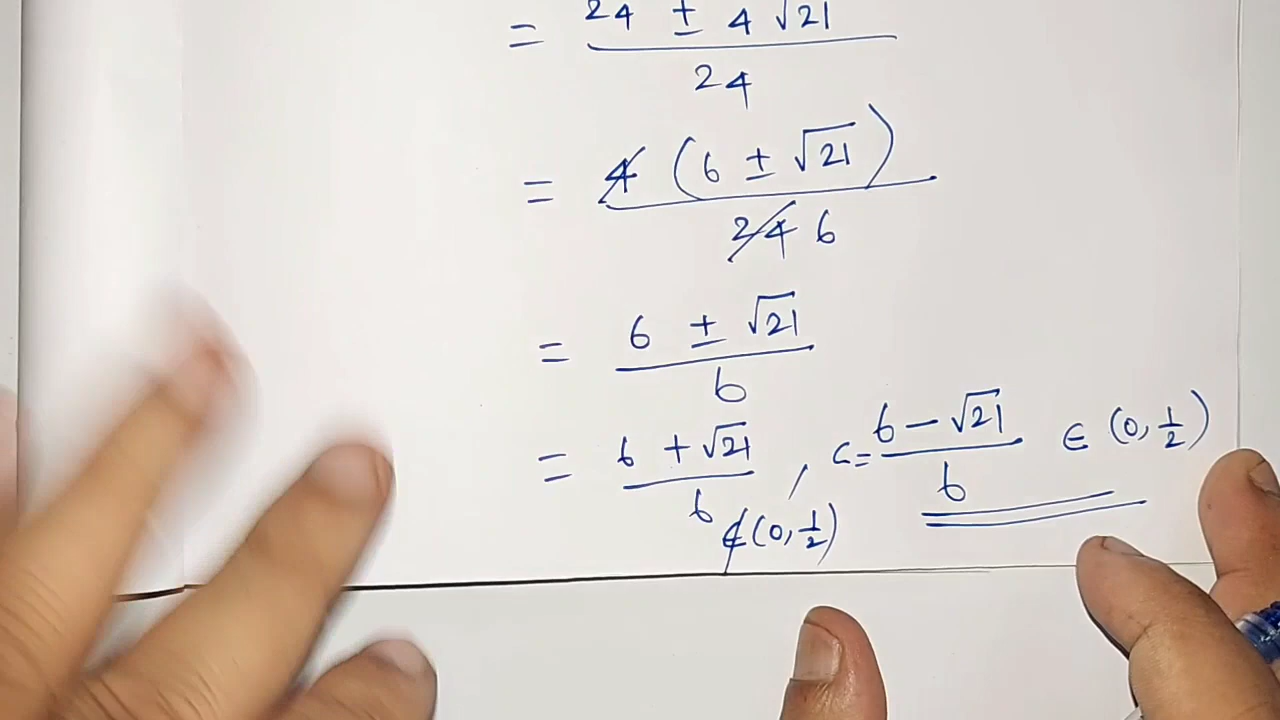 = 24 ± 4 √21
24
= 4 (6 ± √21)
24 6
= 6 ± √21
6
= 6 + √21 , c = 6 − √21 ∈ (0, 1/2)
6 ∉ (0, 1/2) 6